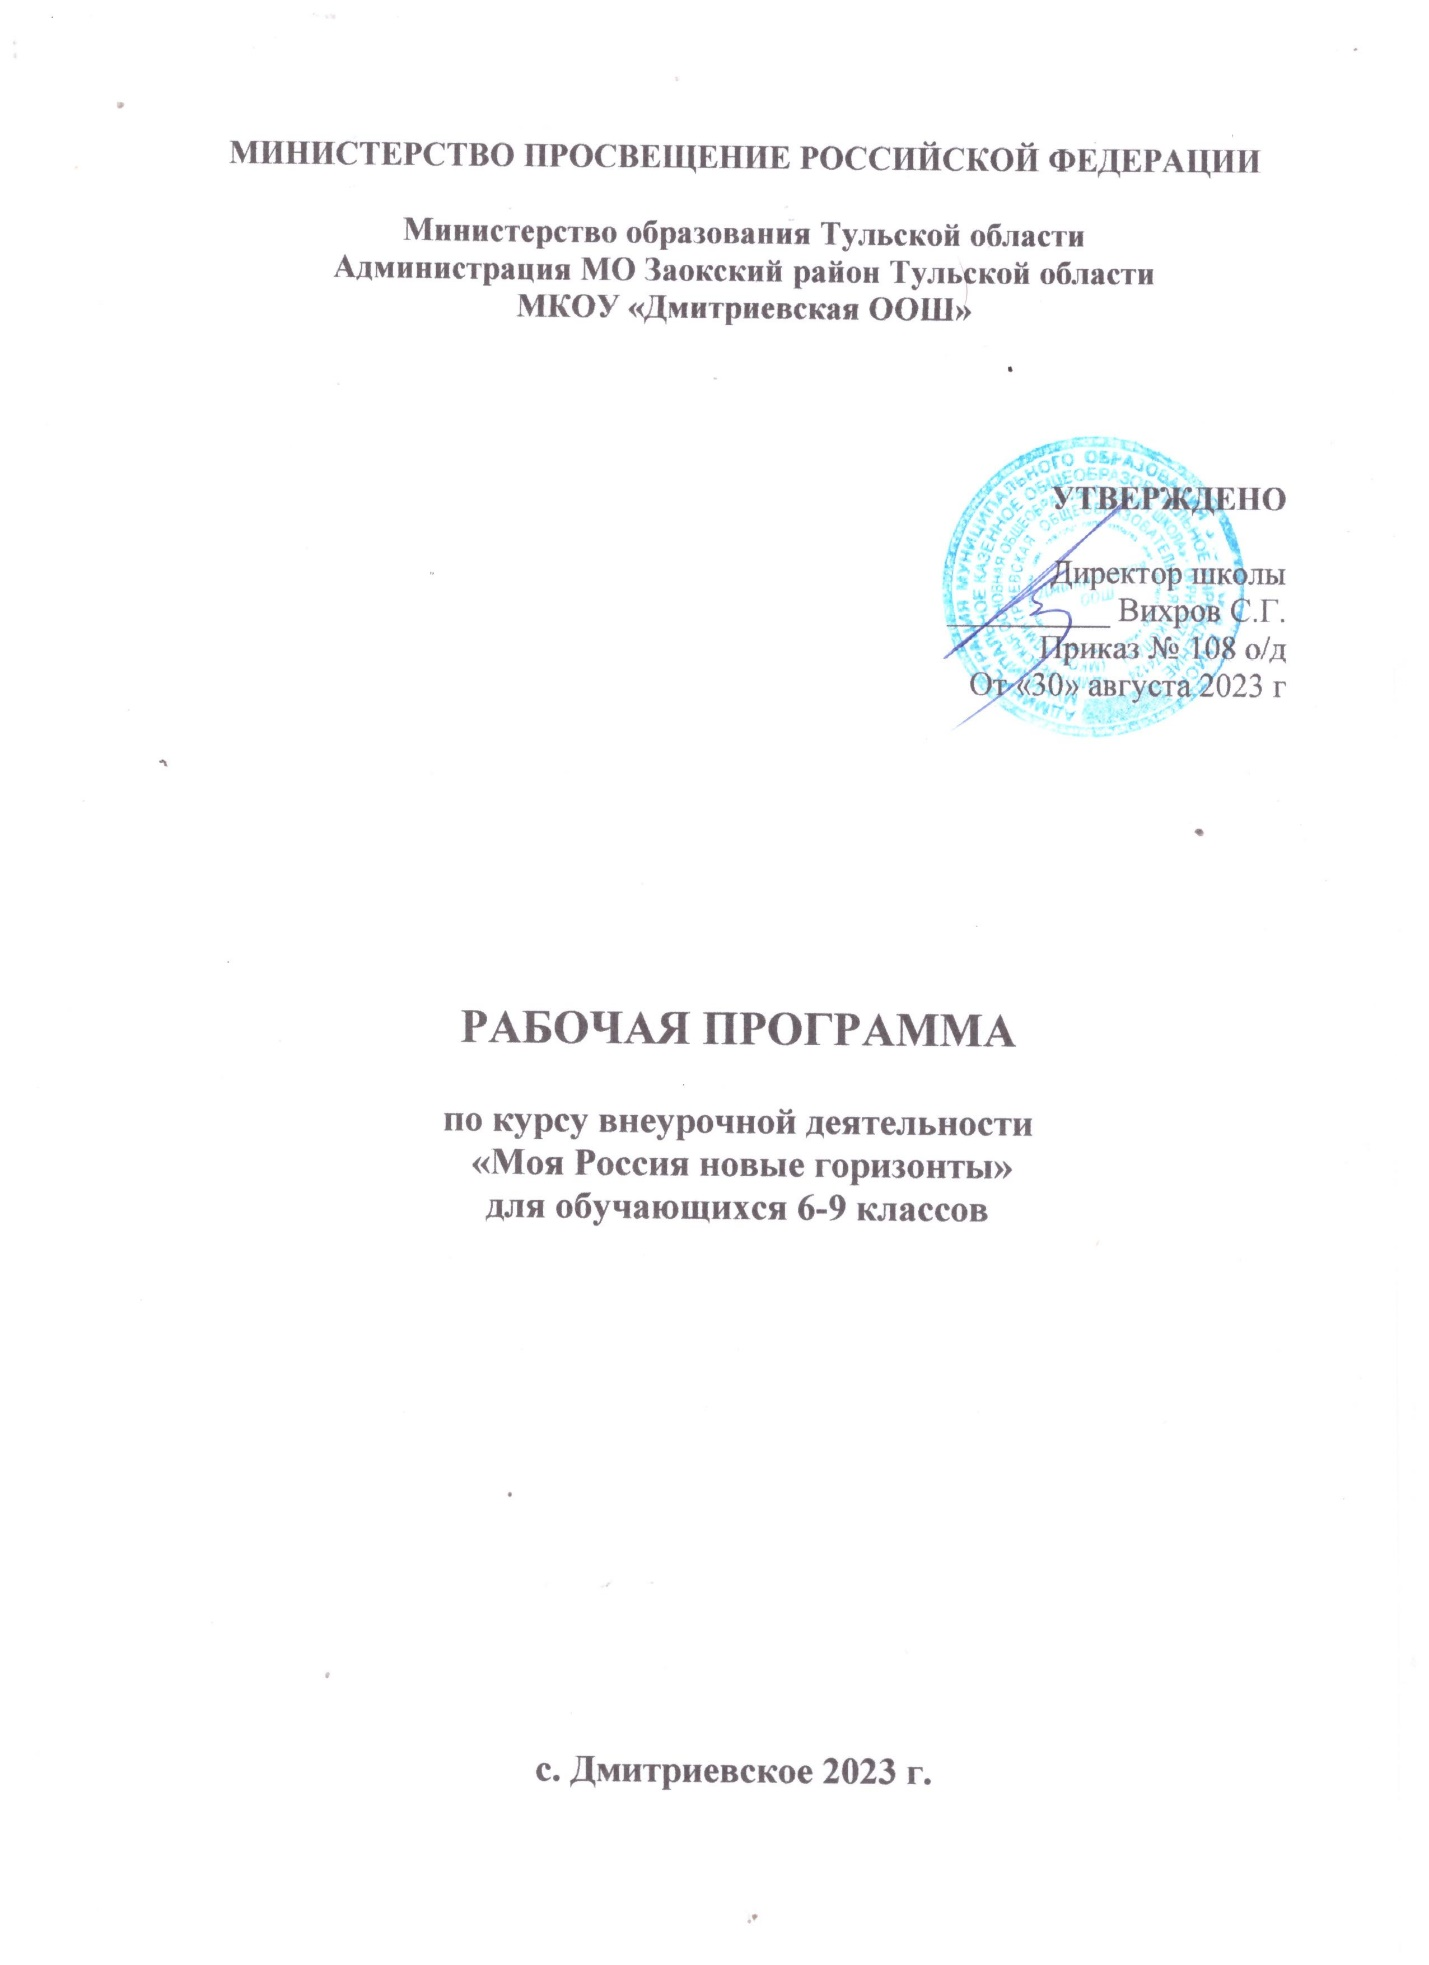 МИНИСТЕРСТВО ПРОСВЕЩЕНИЕ РОССИЙСКОЙ ФЕДЕРАЦИИ
Министерство образования Тульской области
Администрация МО Заокский район Тульской области
МКОУ «Дмитриевская ООШ»
УТВЕРЖДЕНО
Директор школы
__________ Вихров С.Г.
Приказ № 108 о/д
От «30» августа 2023 г
РАБОЧАЯ ПРОГРАММА
по курсу внеурочной деятельности
«Моя Россия новые горизонты»
для обучающихся 6-9 классов
с. Дмитриевское 2023 г.